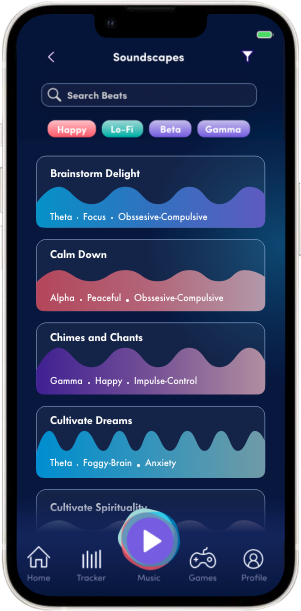 Soundscapes
Search Beats
Happy Lo-Fi Beta Gamma
Brainstorm Delight
Theta • Focus • Obssesive-Compulsive
Calm Down
Alpha • Peaceful • Obssesive-Compulsive
Chimes and Chants
Gamma • Happy • Impulse-Control
Cultivate Dreams
Theta • Foggy-Brain • Anxiety
Cultivate Spirituality
Home Tracker Music Games Profile